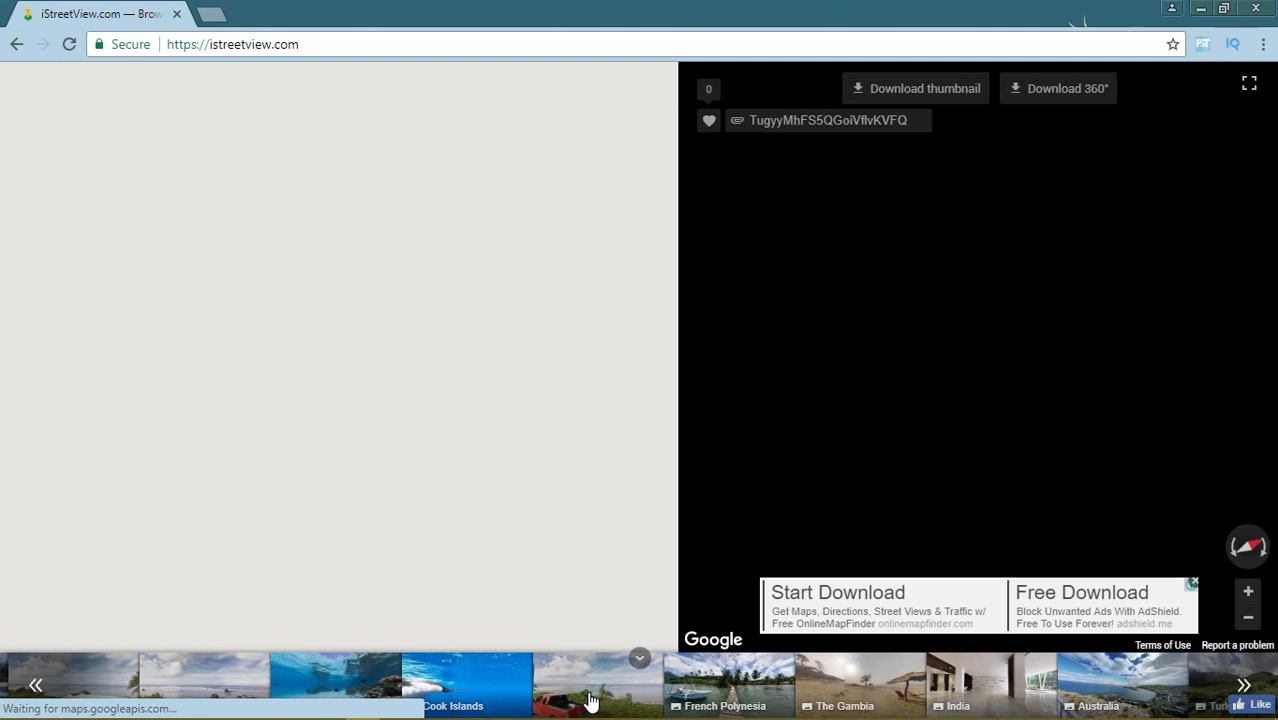 iStreetView.com — Brow
Secure
https://istreetview.com
IQ
0
Download thumbnail
Download 360°
TugyyMhFS5QGoiVflvKVFQ
Start Download
Get Maps, Directions, Street Views & Traffic w/
Free OnlineMapFinder onlinemapfinder.com
Free Download
Block Unwanted Ads With AdShield.
Free To Use Forever! adshield.me
Google
Terms of Use
Report a problem
Cook Islands
French Polynesia
The Gambia
India
Australia
Like
Waiting for maps.googleapis.com...